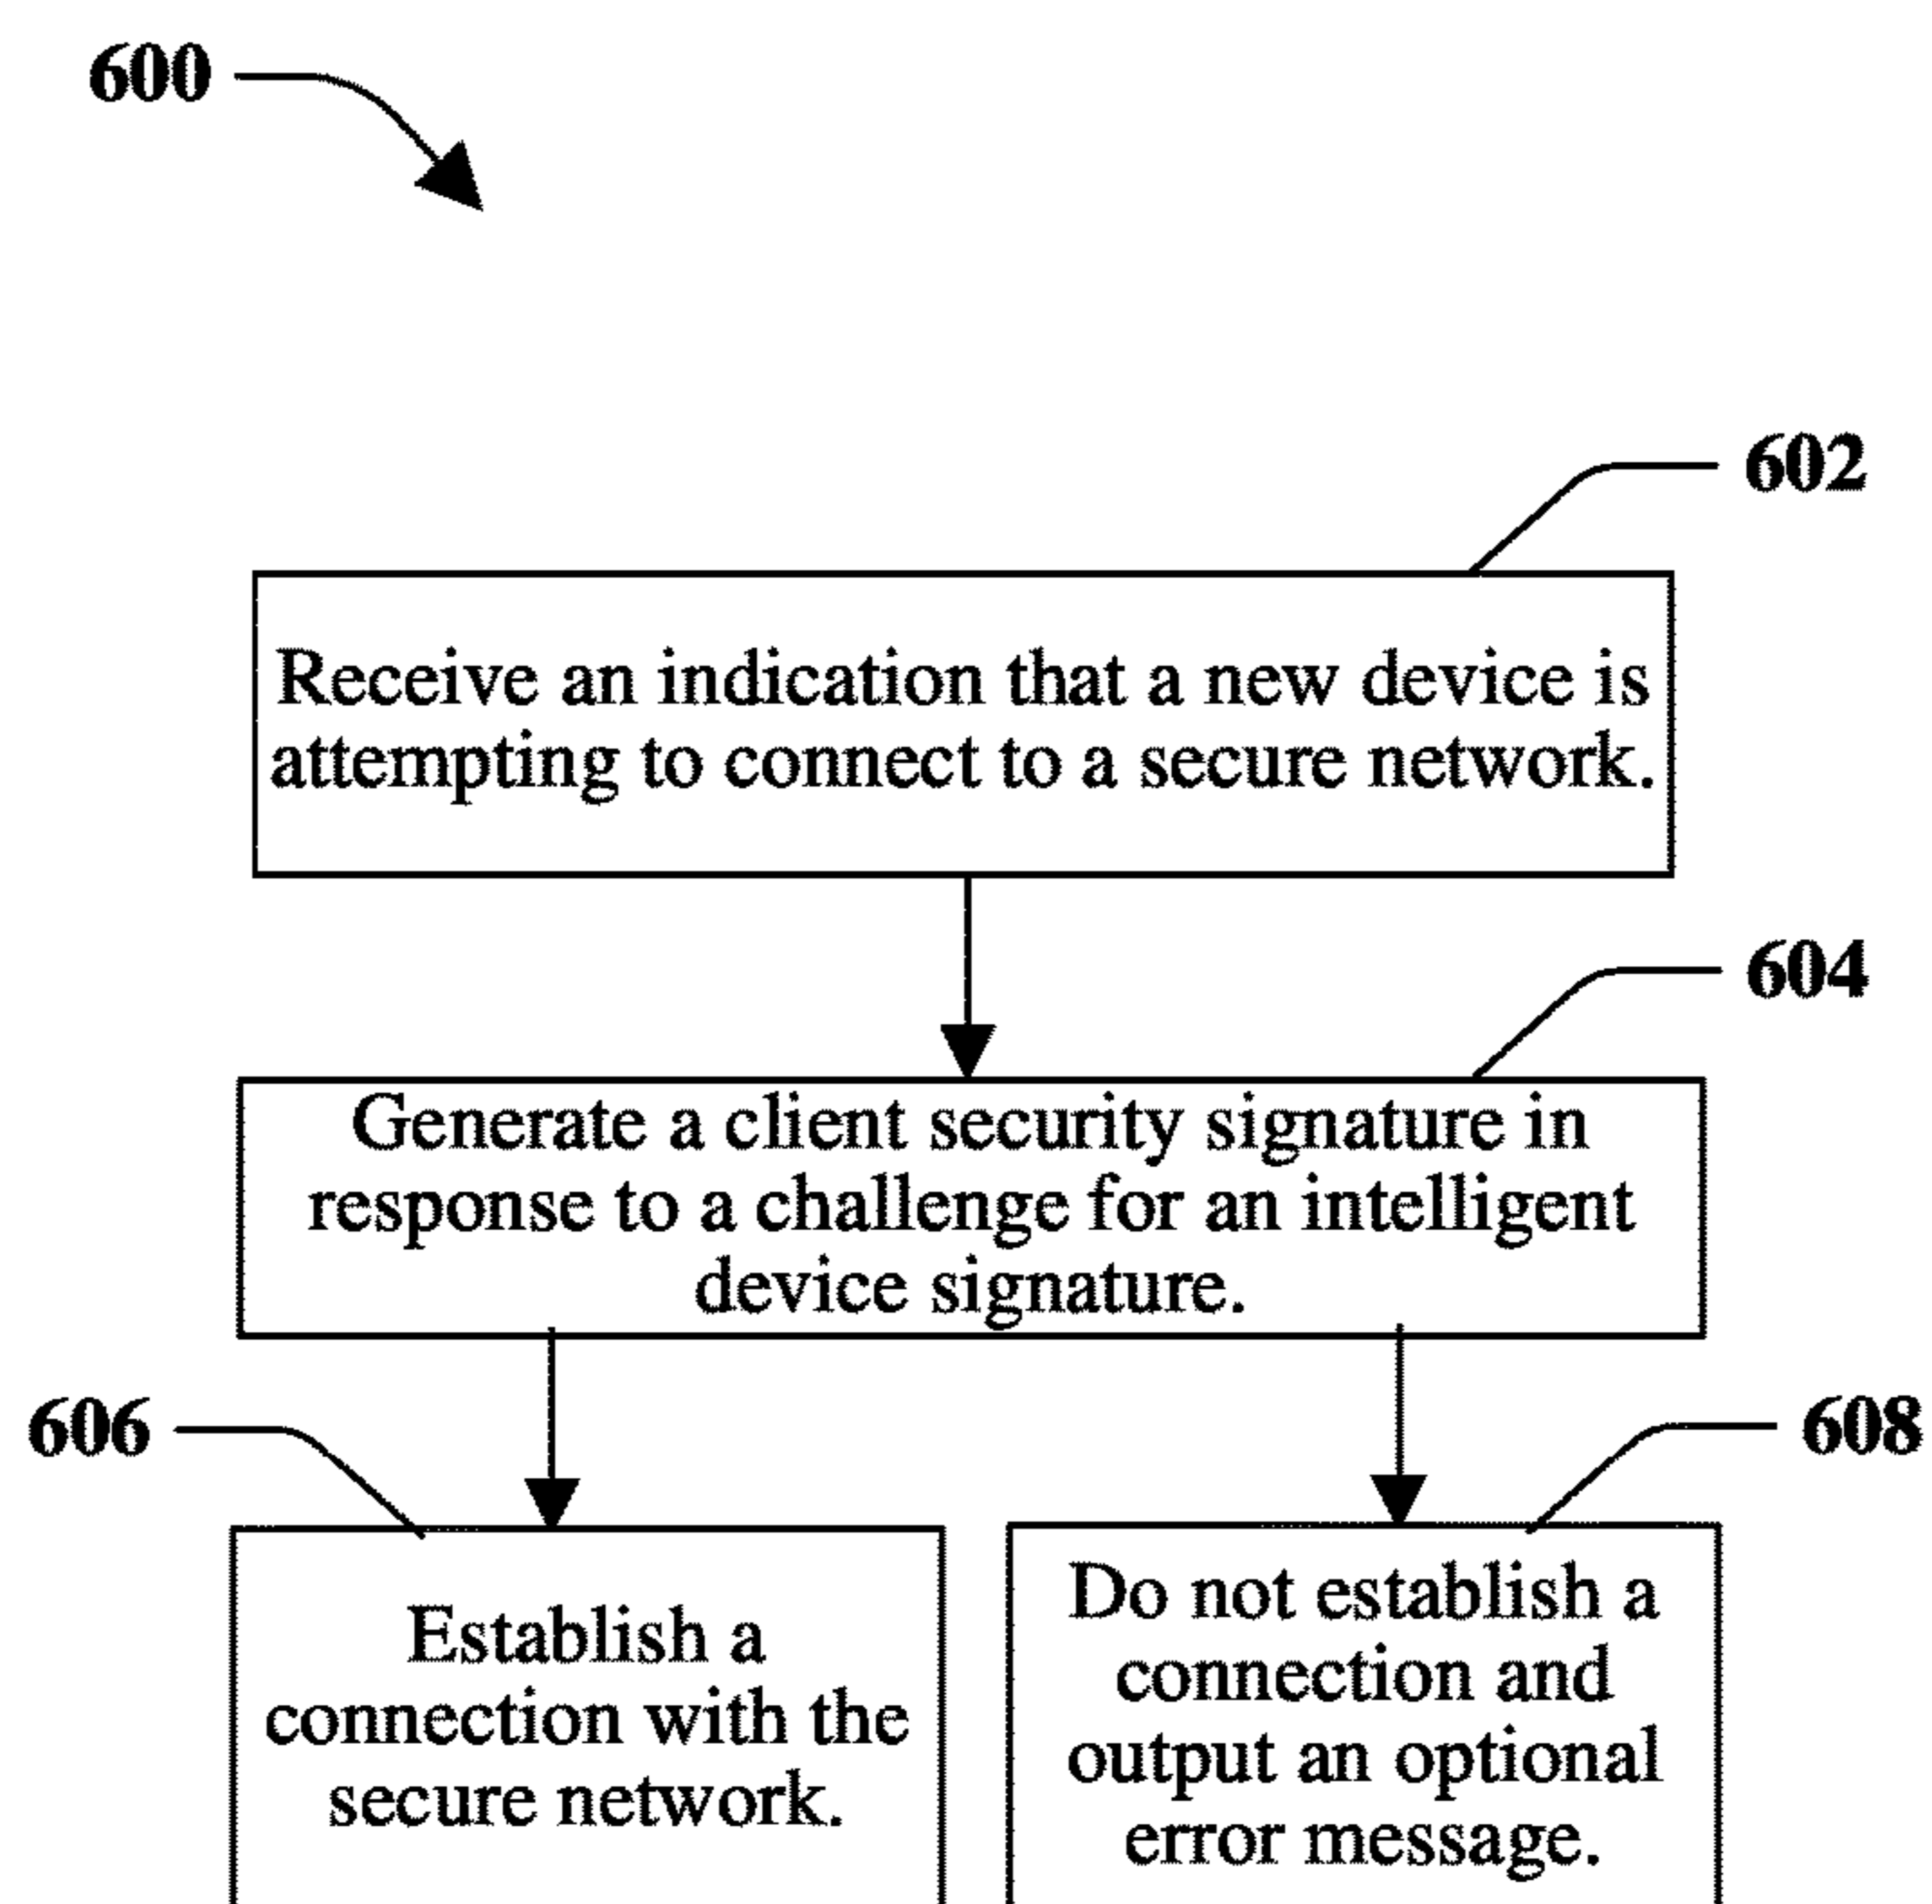 600
602
Receive an indication that a new device is
attempting to connect to a secure network.
604
Generate a client security signature in
response to a challenge for an intelligent
device signature.
606
608
Establish a
connection with the
secure network.
Do not establish a
connection and
output an optional
error message.